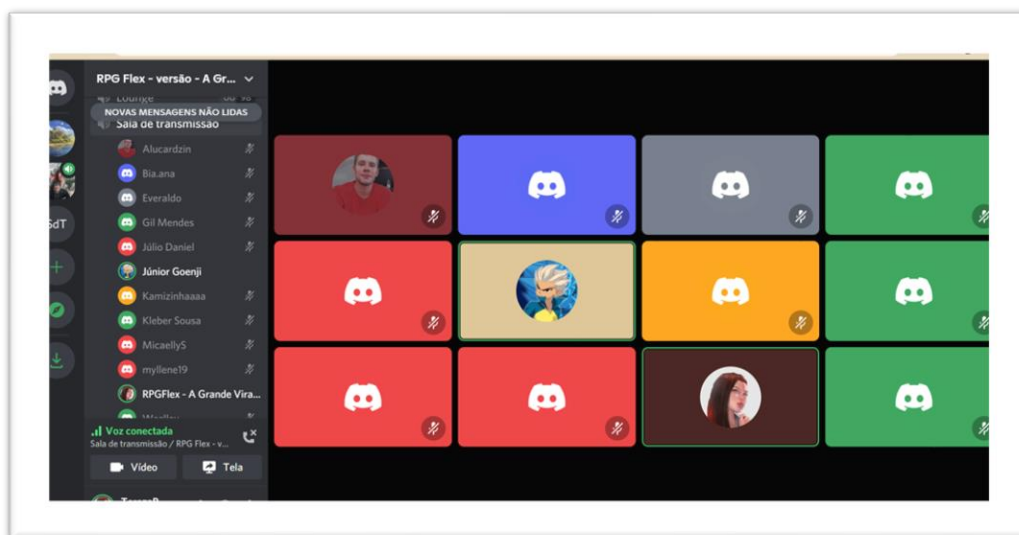 RPG Flex - versão - A Gr...
Lounge
NOVAS MENSAGENS NÃO LIDAS
Sala de transmissão
Alucardzin
Bia.ana
Everaldo
SdT
Gil Mendes
Júlio Daniel
Júnior Goenji
Kamizinhaaaa
Kleber Sousa
MicaellyS
myllene19
RPGFlex - A Grande Vira...
Voz conectada
Sala de transmissão / RPG Flex - v...
Vídeo
Tela